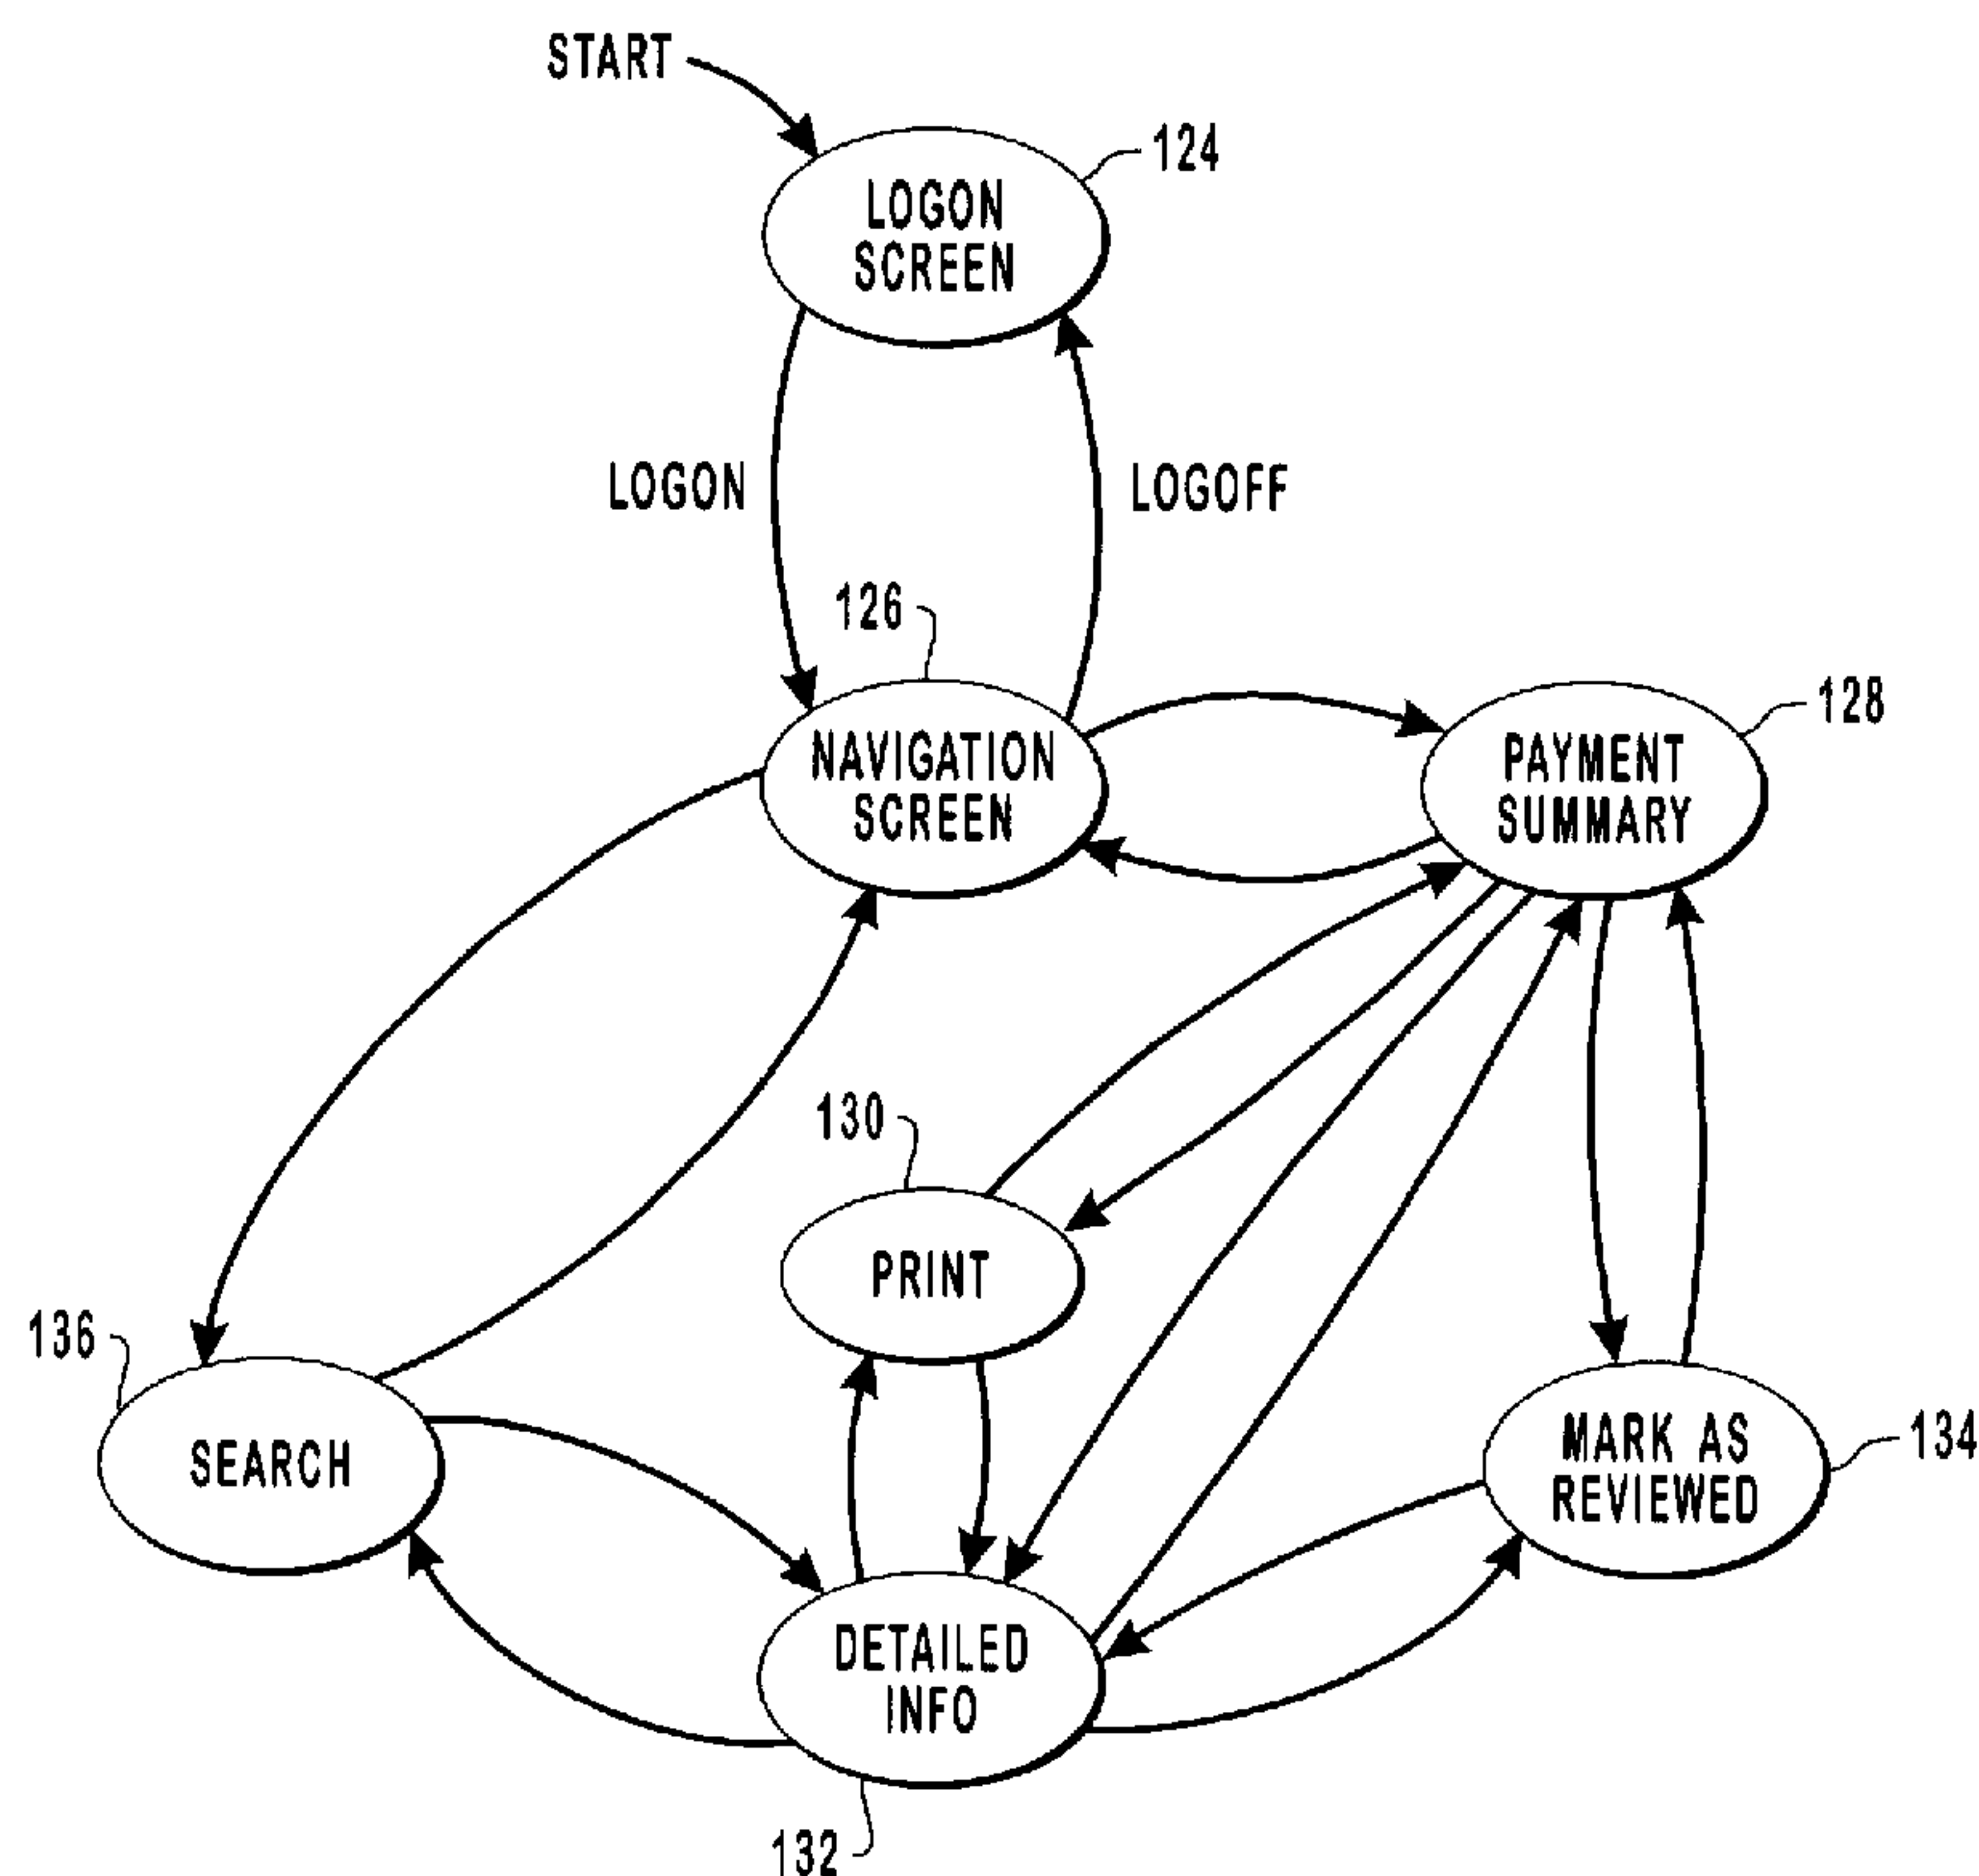 START
124
LOGON
SCREEN
LOGON
LOGOFF
126
128
NAVIGATION
SCREEN
PAYMENT
SUMMARY
130
PRINT
136
SEARCH
MARK AS
REVIEWED
134
DETAILED
INFO
132